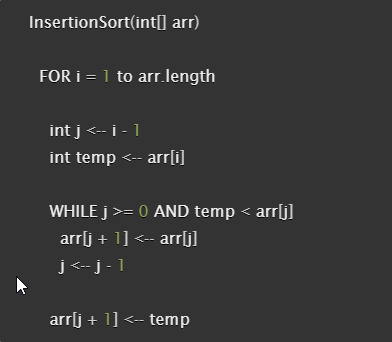 InsertionSort(int[] arr)
FOR i = 1 to arr.length
int j <-- i - 1
int temp <-- arr[i]
WHILE j >= 0 AND temp < arr[j]
arr[j + 1] <-- arr[j]
j <-- j - 1
arr[j + 1] <-- temp